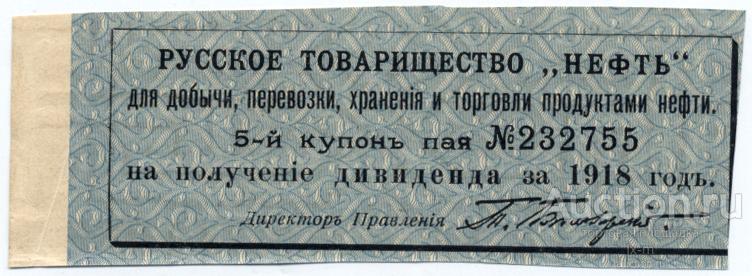 РУССКОЕ ТОВАРИЩЕСТВО „НЕФТЬ“
для добычи, перевозки, храненія и торговли продуктами нефти.
5-й купонъ пая №232755
на полученіе дивиденда за 1918 годъ.
Директоръ Правленія
Auction.ru